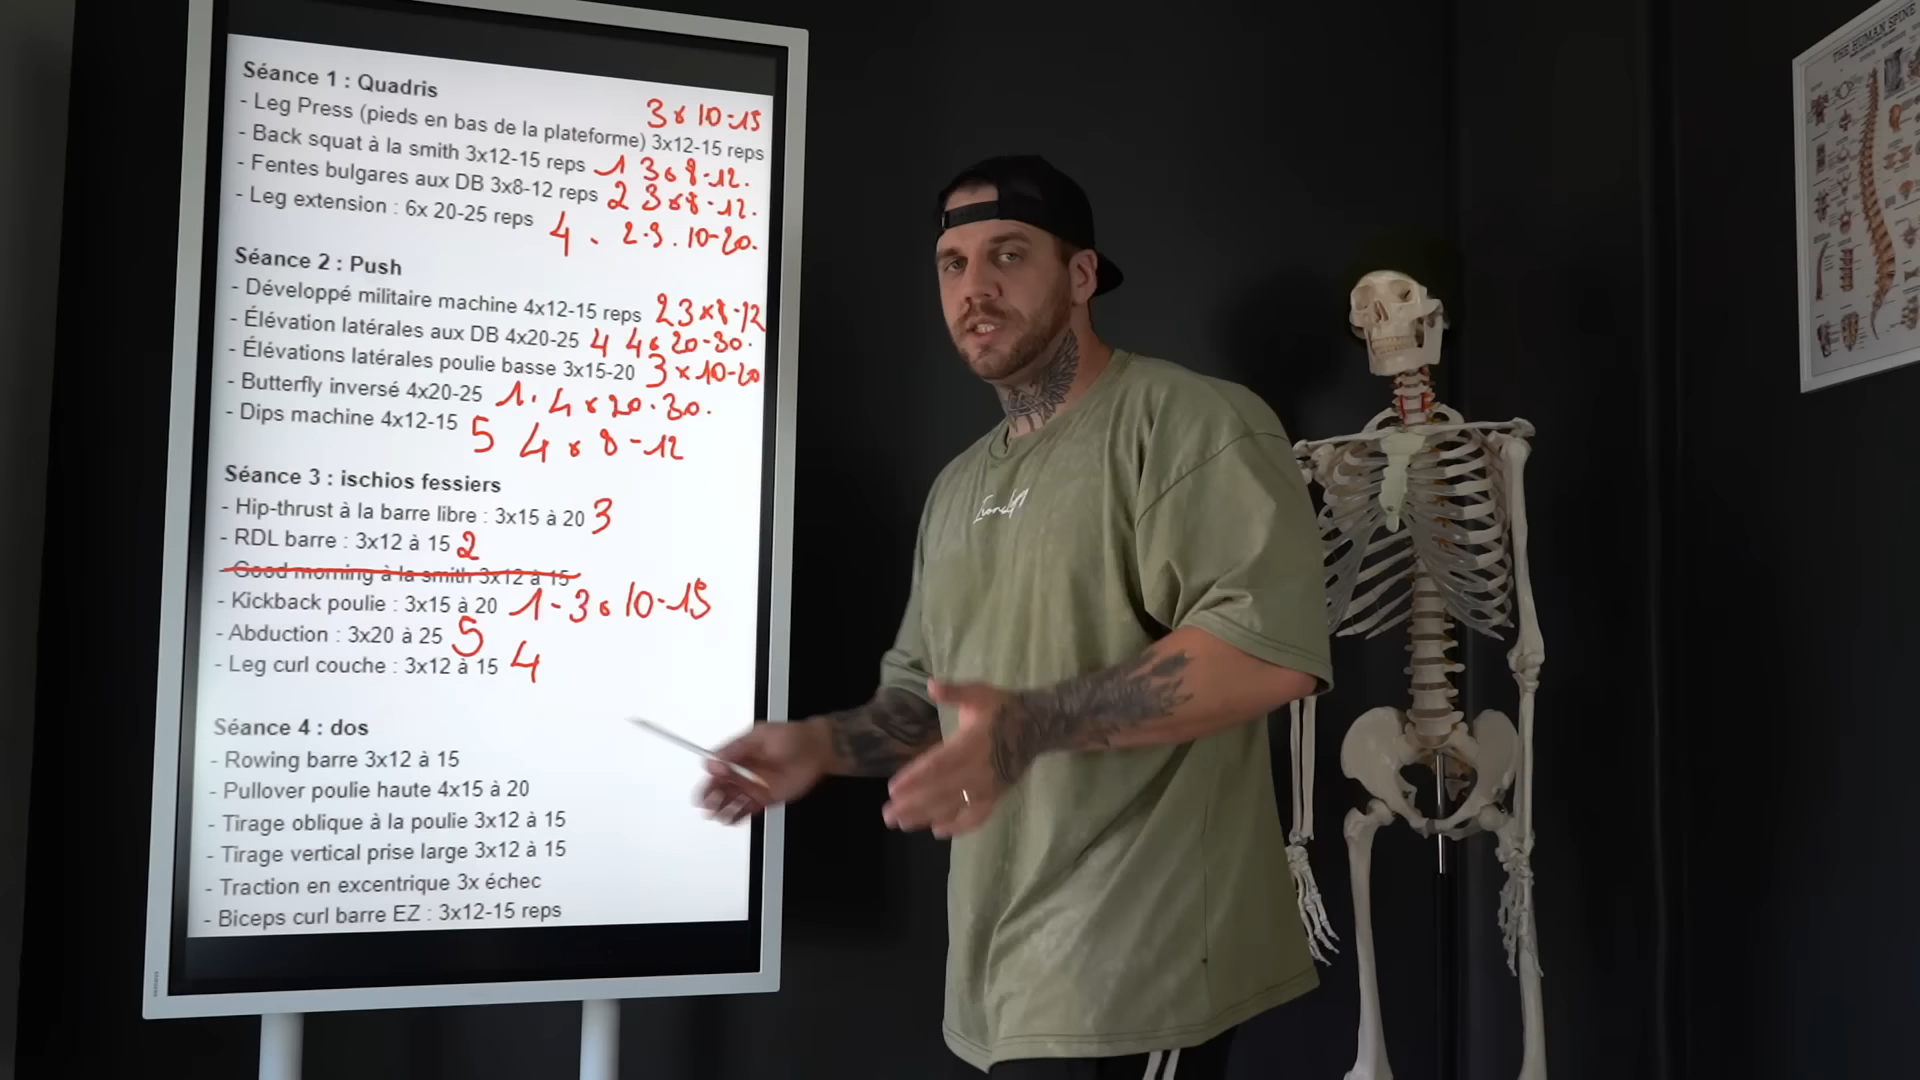 Séance 1 : Quadris
3 x 10-15
- Leg Press (pieds en bas de la plateforme) 3x12-15 reps
- Back squat à la smith 3x12-15 reps 1 3x8-12.
- Fentes bulgares aux DB 3x8-12 reps 2 3x8-12.
- Leg extension : 6x 20-25 reps 4. 2-3. 10-20.
Séance 2 : Push
- Développé militaire machine 4x12-15 reps 2 3x8-12
- Élévation latérales aux DB 4x20-25 4 4x20-30.
- Élévations latérales poulie basse 3x15-20 3 x 10-20
- Butterfly inversé 4x20-25 1. 4x20-30.
- Dips machine 4x12-15 5 4x8-12
Séance 3 : ischios fessiers
- Hip-thrust à la barre libre : 3x15 à 20 3
- RDL barre : 3x12 à 15 2
- Good morning à la smith 3x12 à 15
- Kickback poulie : 3x15 à 20 1-3x10-15
- Abduction : 3x20 à 25 5
- Leg curl couche : 3x12 à 15 4
Séance 4 : dos
- Rowing barre 3x12 à 15
- Pullover poulie haute 4x15 à 20
- Tirage oblique à la poulie 3x12 à 15
- Tirage vertical prise large 3x12 à 15
- Traction en excentrique 3x échec
- Biceps curl barre EZ : 3x12-15 reps
THE HUMAN SPINE